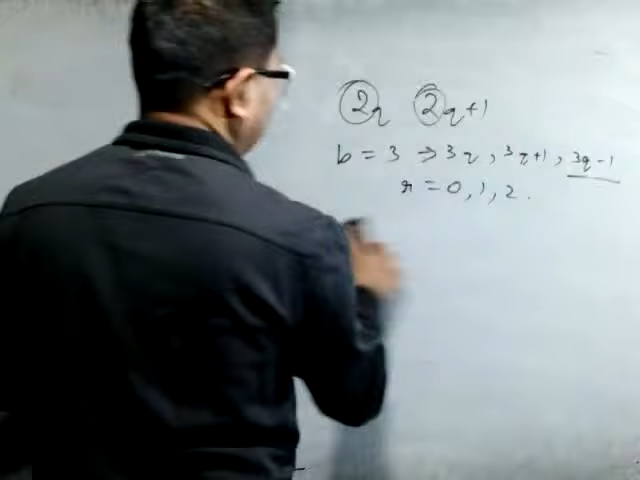 2q 2q+1
b = 3 ⇒ 3q, 3q+1, 3q-1
r = 0, 1, 2.